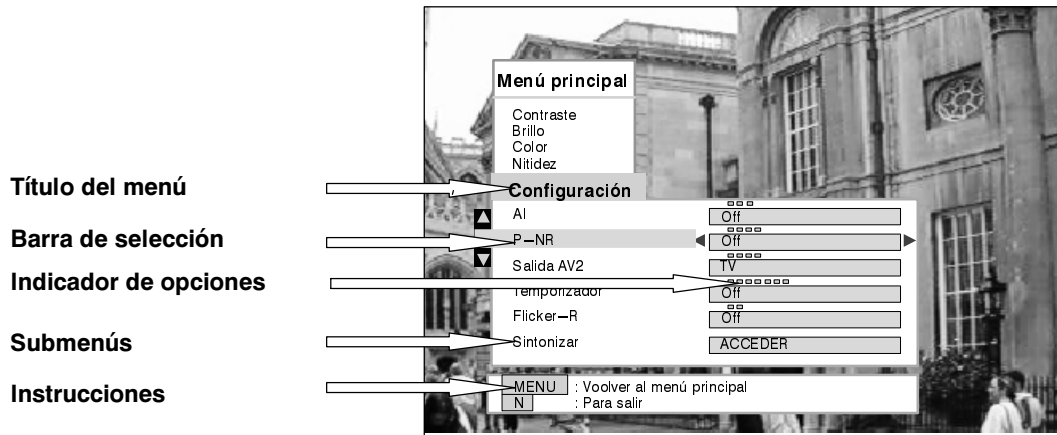 Menú principal
Contraste
Brillo
Color
Nitidez
Título del menú
Configuración
AI
Off
Barra de selección
P–NR
Off
Salida AV2
TV
Indicador de opciones
Temporizador
Off
Flicker–R
Off
Submenús
Sintonizar
ACCEDER
Instrucciones
MENU : Voolver al menú principal
N : Para salir